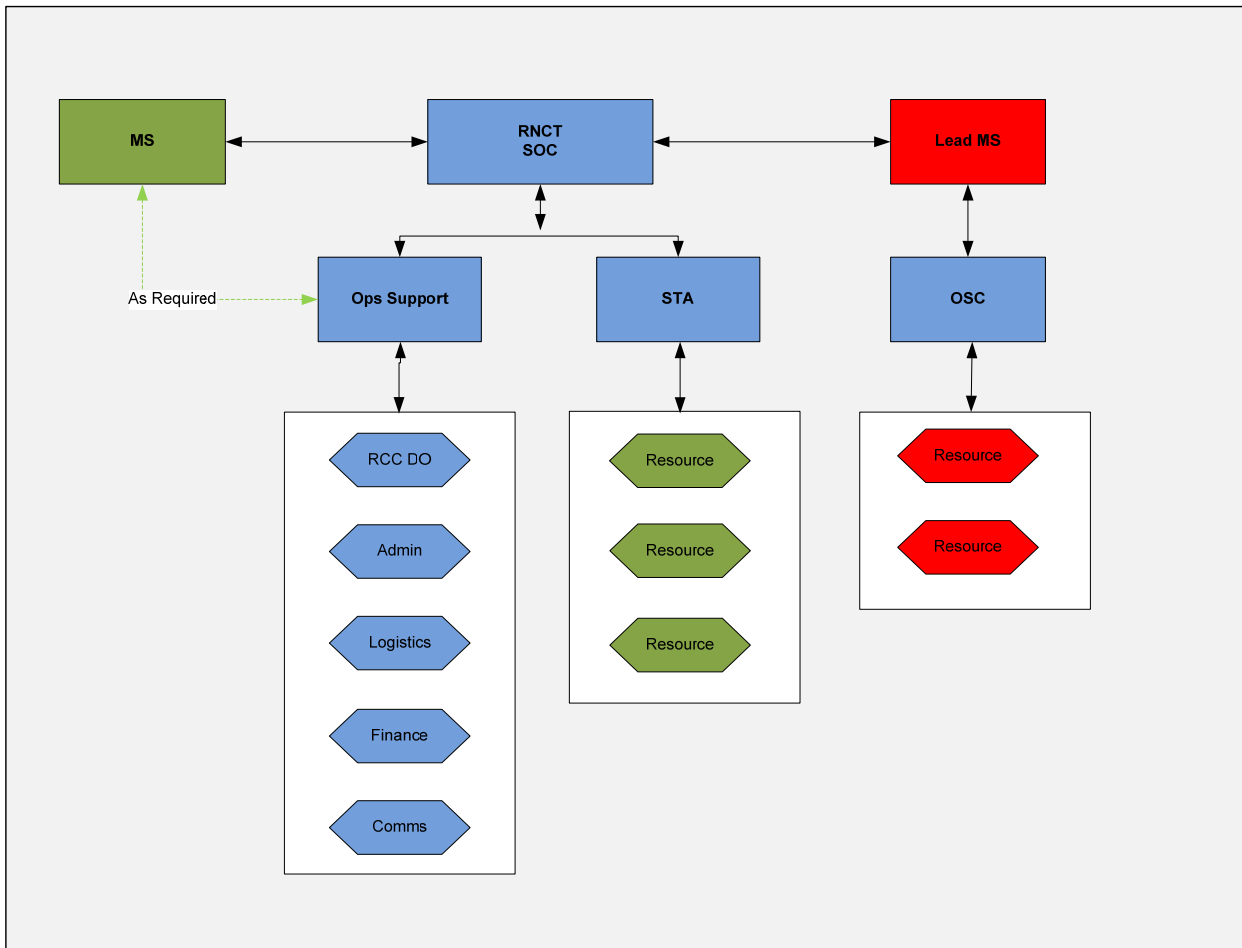 MS
RNCT
SOC
Lead MS
As Required
Ops Support
STA
OSC
RCC DO
Admin
Logistics
Finance
Comms
Resource
Resource
Resource
Resource
Resource